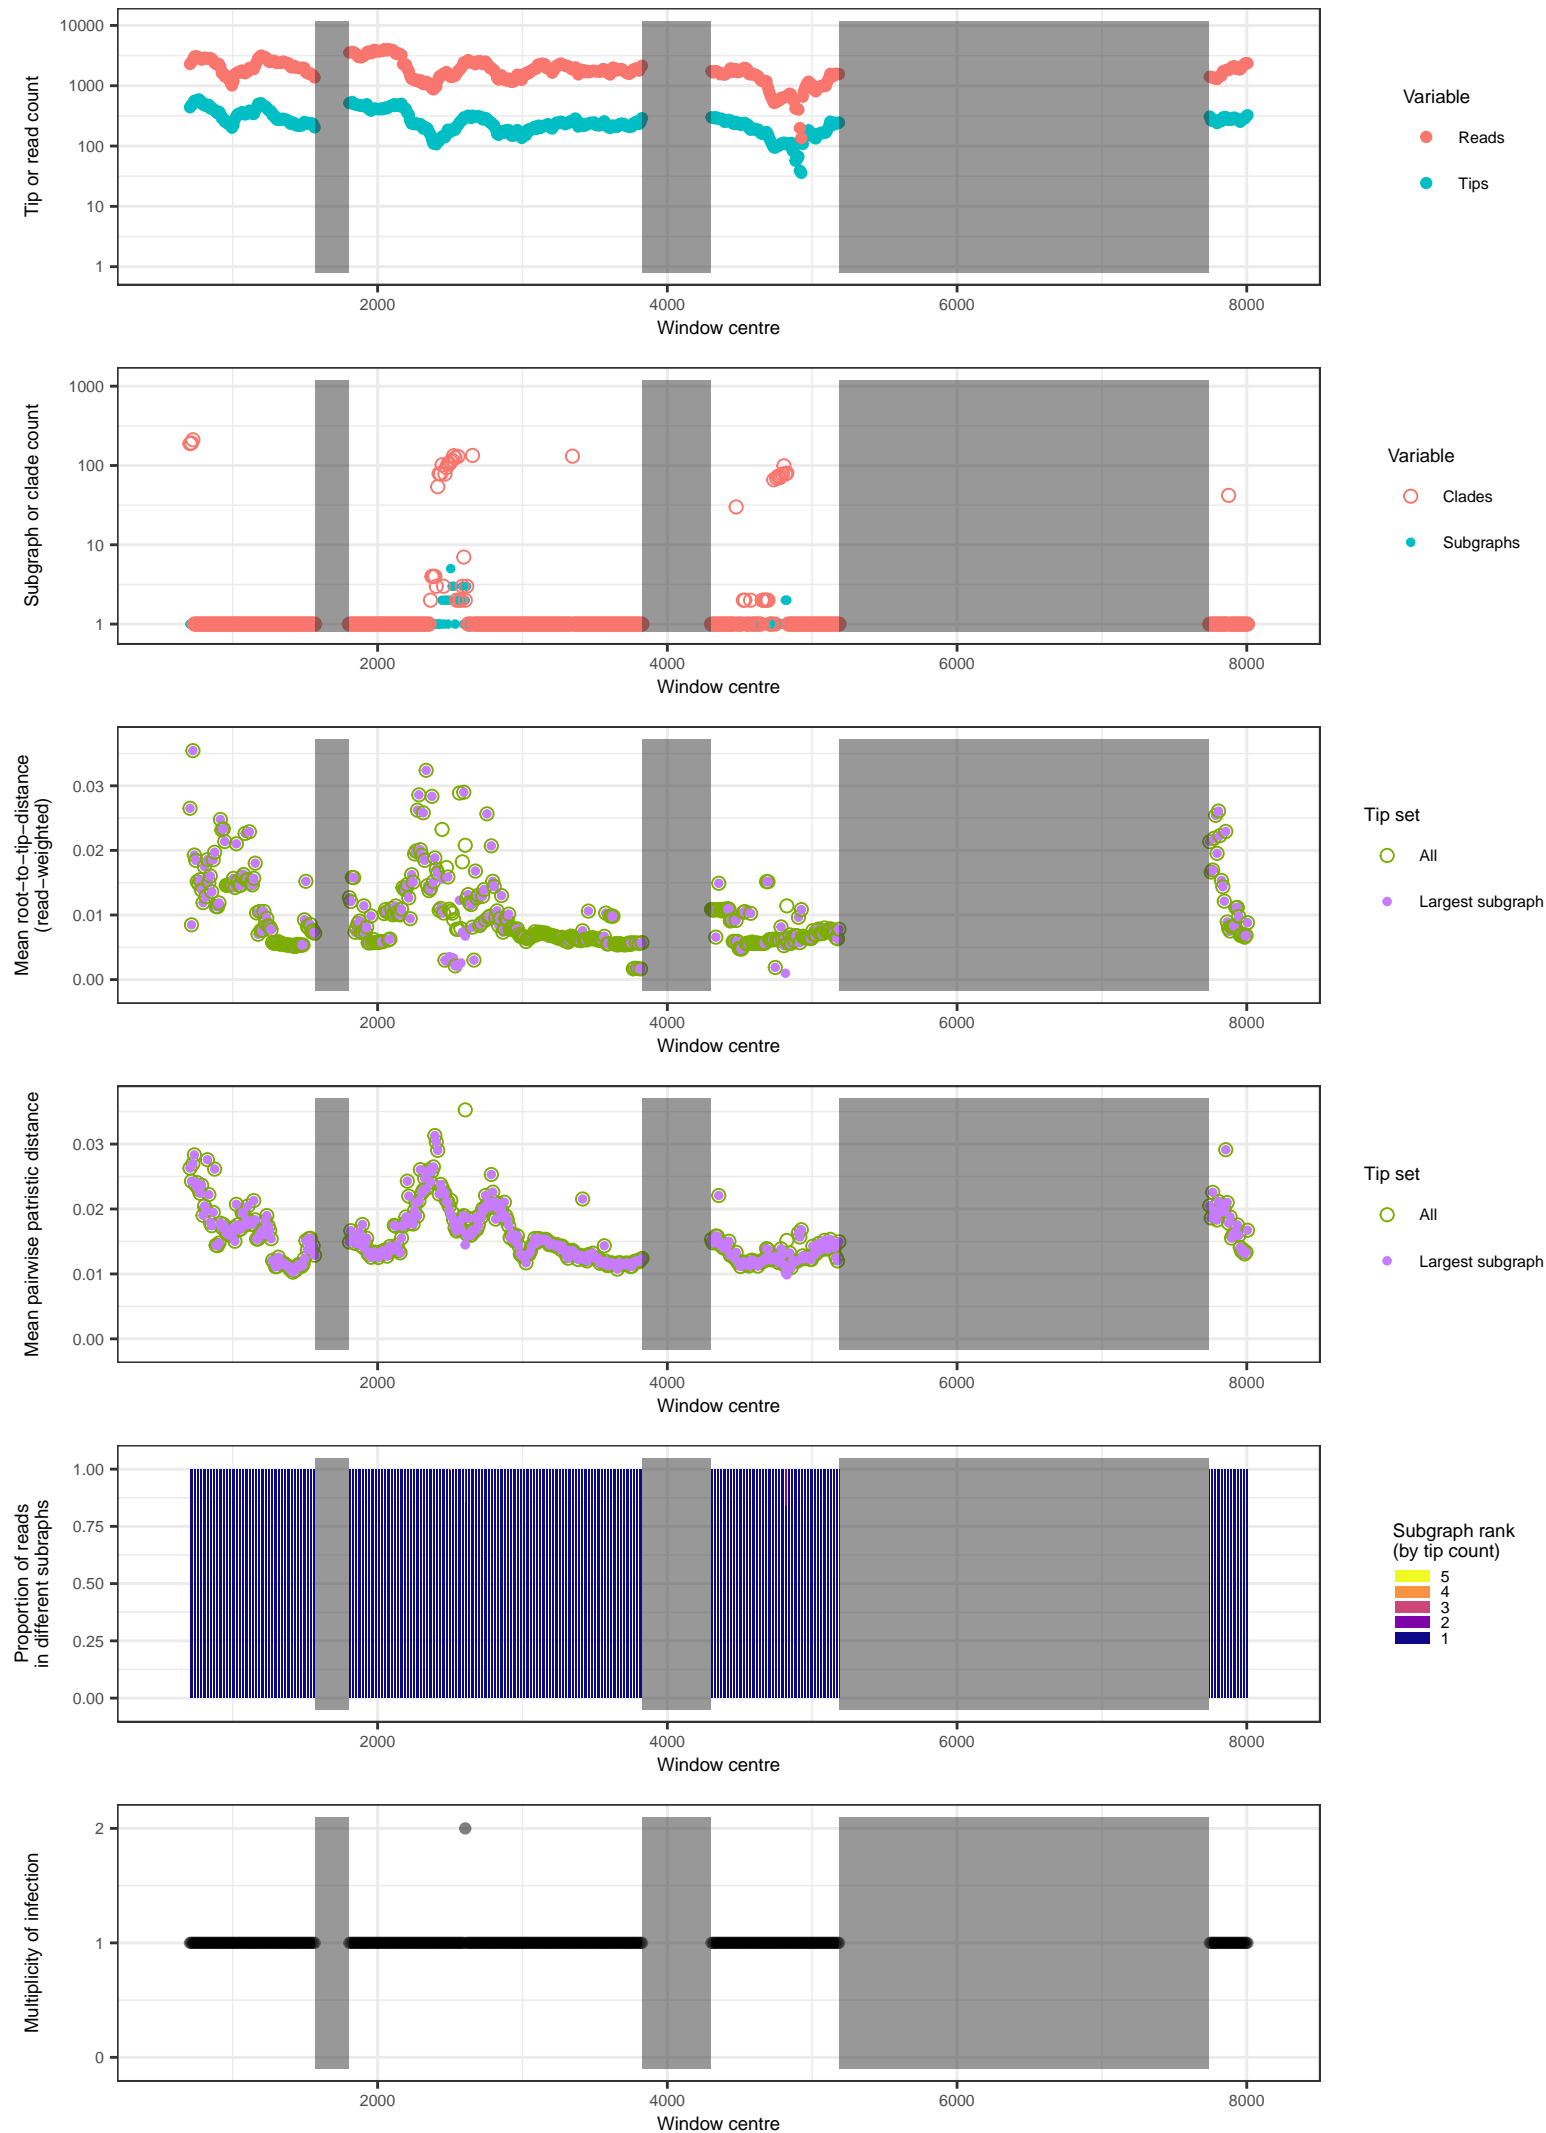 Tip or read count
10000
1000
100
10
1
2000
4000
6000
8000
Window centre
Variable
Reads
Tips
Subgraph or clade count
1000
100
10
1
2000
4000
6000
8000
Window centre
Variable
Clades
Subgraphs
Mean root−to−tip−distance
(read−weighted)
0.03
0.02
0.01
0.00
2000
4000
6000
8000
Window centre
Tip set
All
Largest subgraph
Mean pairwise patristic distance
0.03
0.02
0.01
0.00
2000
4000
6000
8000
Window centre
Tip set
All
Largest subgraph
Proportion of reads
in different subraphs
1.00
0.75
0.50
0.25
0.00
2000
4000
6000
8000
Window centre
Subgraph rank
(by tip count)
5
4
3
2
1
Multiplicity of infection
2
1
0
2000
4000
6000
8000
Window centre